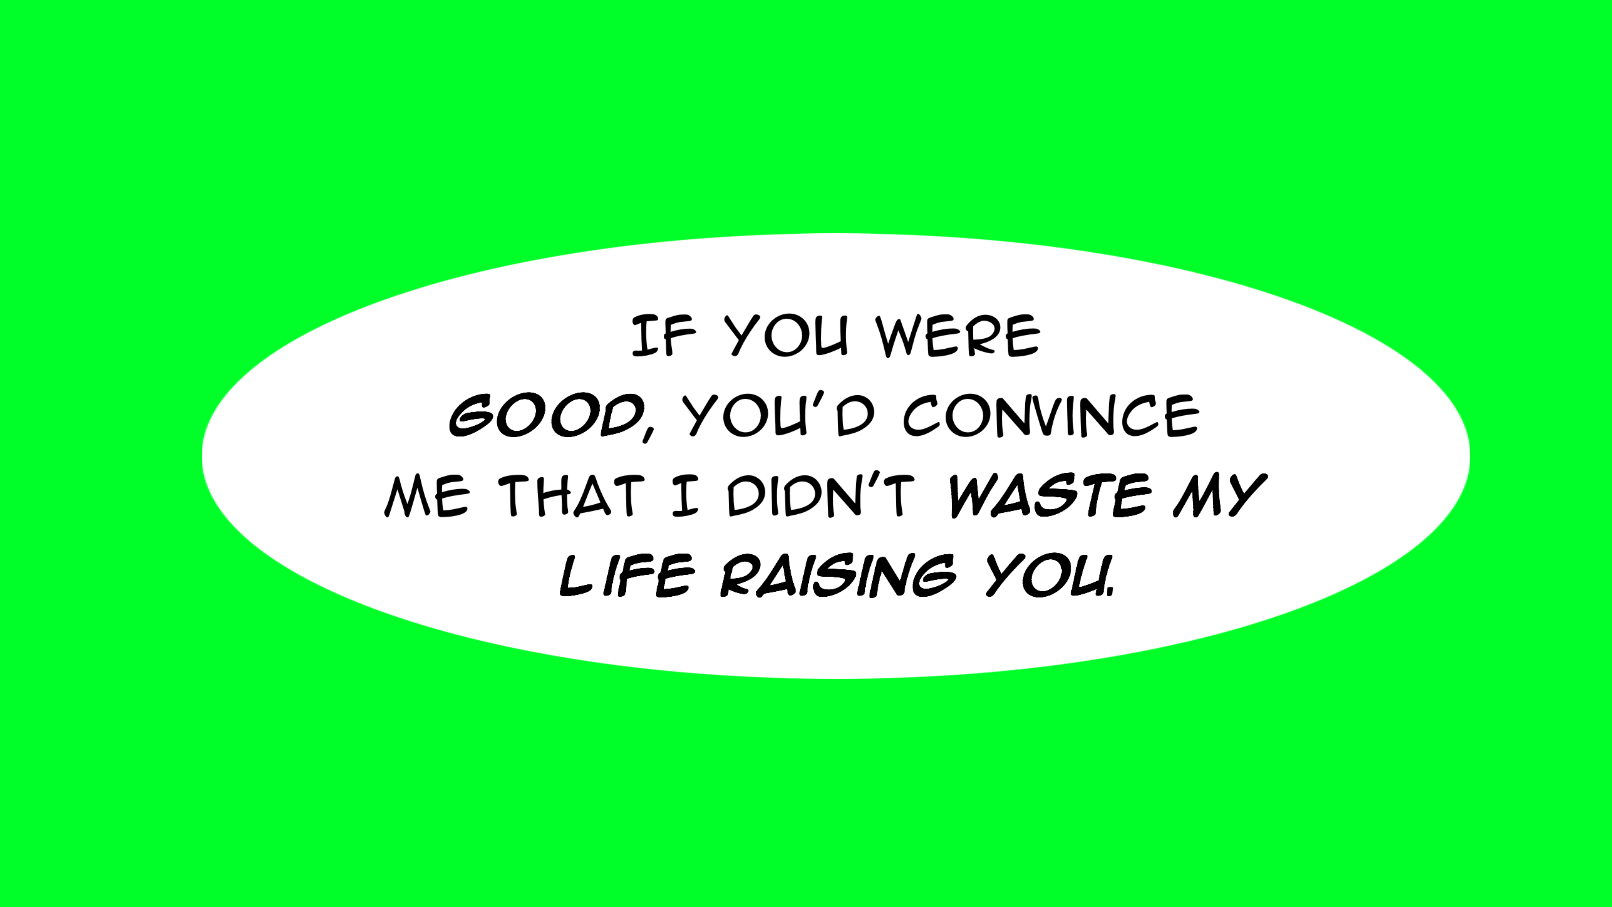 IF YOU WERE
GOOD, YOU'D CONVINCE
ME THAT I DIDN'T WASTE MY
LIFE RAISING YOU.